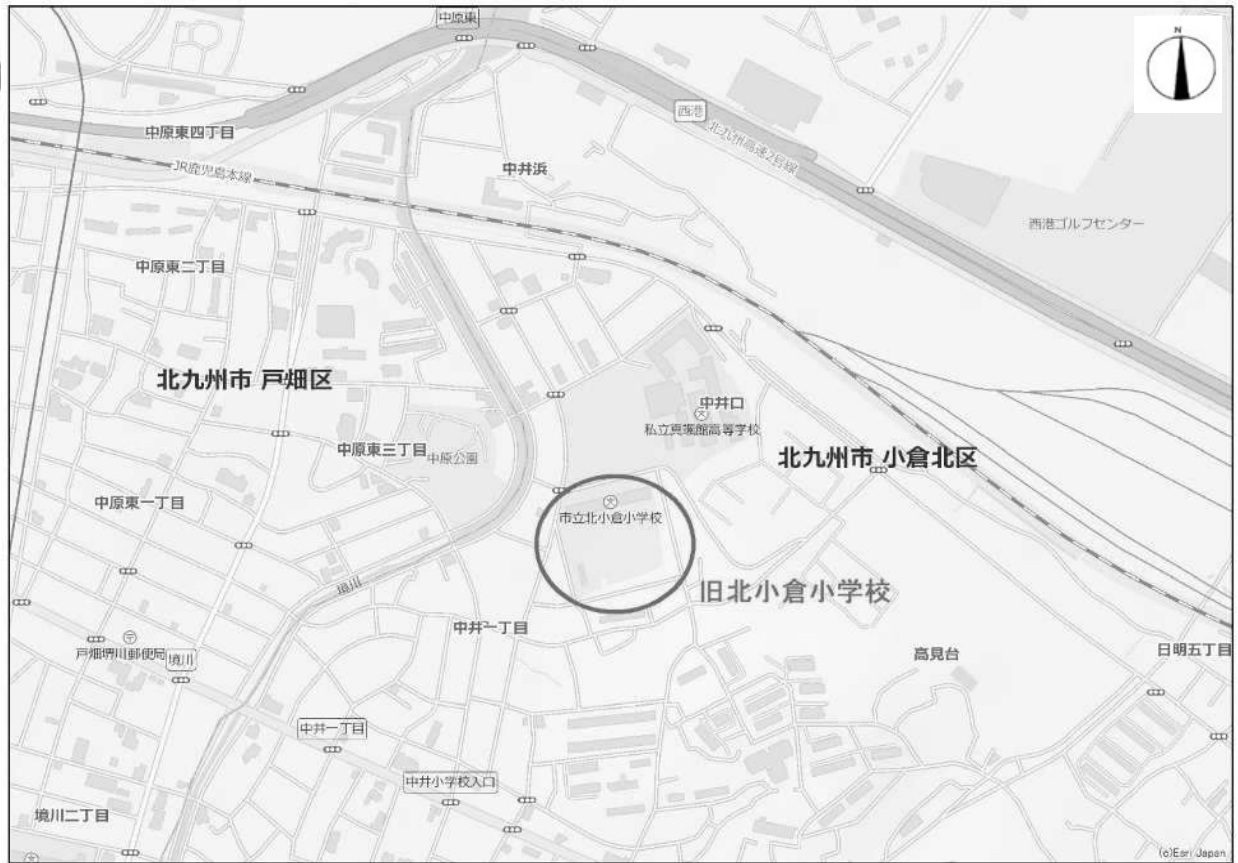 中原東
N
西港
北九州高速2号線
中原東四丁目
JR鹿児島本線
中井浜
西港ゴルフセンター
中原東二丁目
北九州市 戸畑区
中井口
私立真颯館高等学校
中原東三丁目
中原公園
北九州市 小倉北区
中原東一丁目
文
市立北小倉小学校
境川
旧北小倉小学校
中井一丁目
戸畑堺川郵便局
境川
高見台
日明五丁目
中井一丁目
中井小学校入口
境川二丁目
(c)Esri Japan